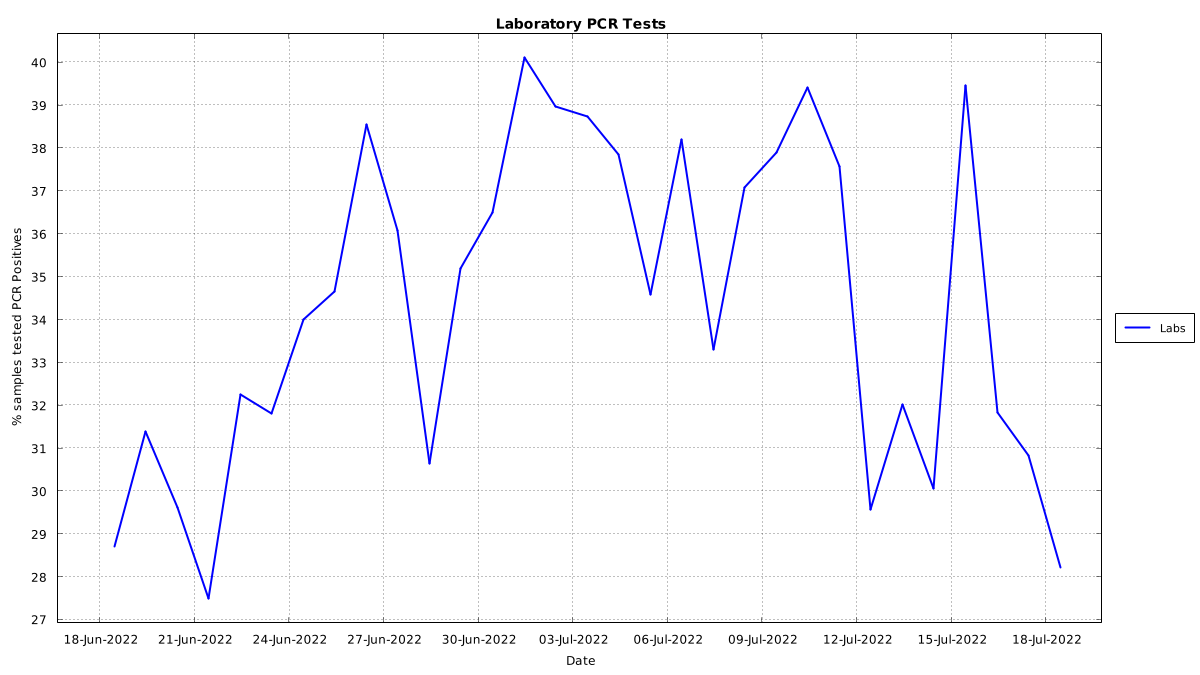 Laboratory PCR Tests
% samples tested PCR Positives
40
39
38
37
36
35
34
33
32
31
30
29
28
27
18-Jun-2022 21-Jun-2022 24-Jun-2022 27-Jun-2022 30-Jun-2022 03-Jul-2022 06-Jul-2022 09-Jul-2022 12-Jul-2022 15-Jul-2022 18-Jul-2022
Date
Labs